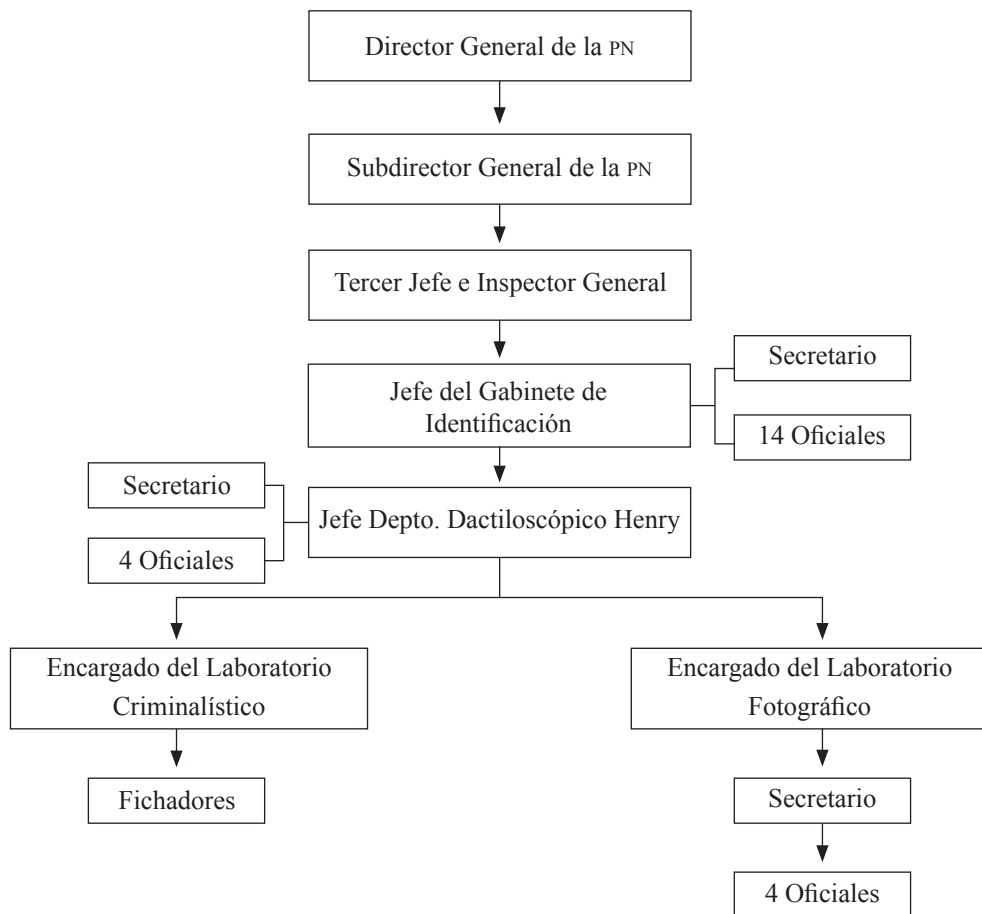 Director General de la PN
Subdirector General de la PN
Tercer Jefe e Inspector General
Jefe del Gabinete de
Identificación
Secretario
14 Oficiales
Secretario
4 Oficiales
Jefe Depto. Dactiloscópico Henry
Encargado del Laboratorio
Criminalístico
Fichadores
Encargado del Laboratorio
Fotográfico
Secretario
4 Oficiales